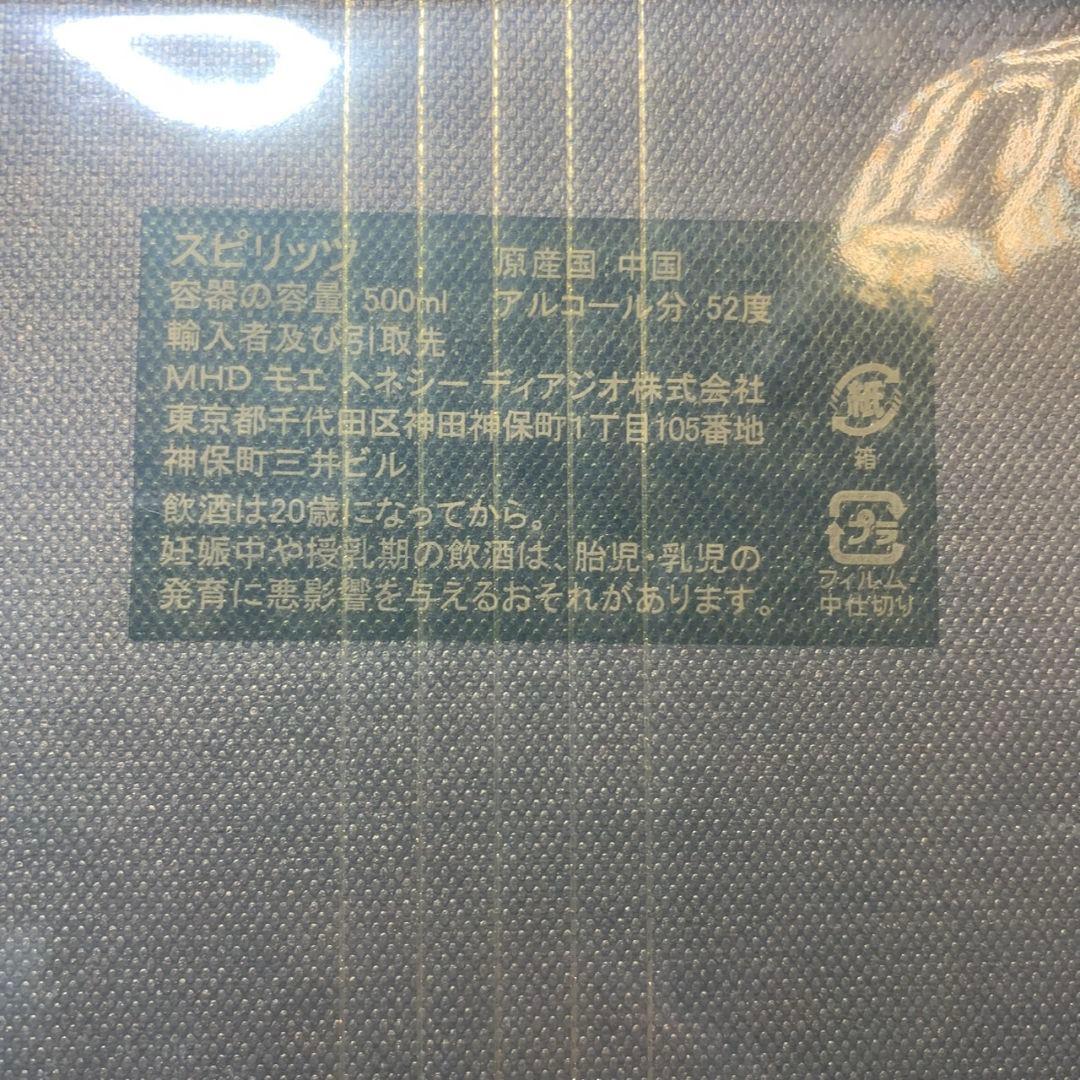 スピリッツ 原産国 中国
容器の容量 500ml アルコール分 52度
輸入者及び引取先
MHD モエ ヘネシー ディアジオ株式会社
東京都千代田区神田神保町1丁目105番地
神保町三井ビル
飲酒は20歳になってから。
妊娠中や授乳期の飲酒は、胎児・乳児の
発育に悪影響を与えるおそれがあります。
紙
箱
プラ
フィルム・
中仕切り